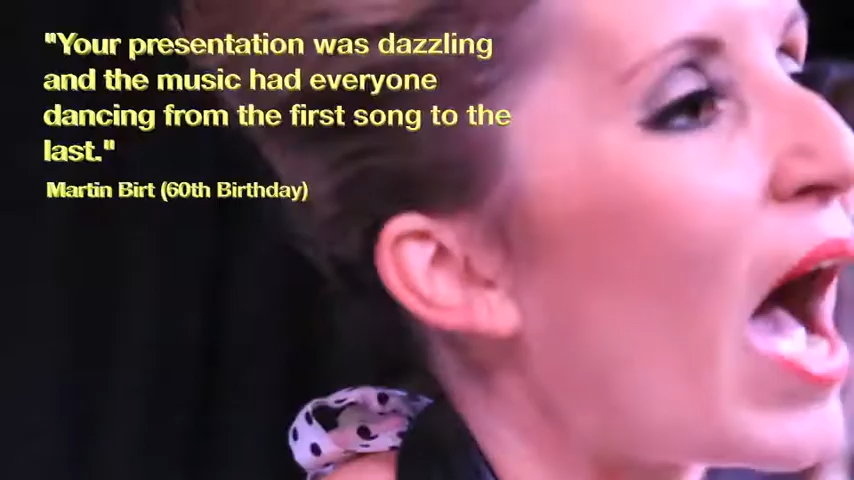 "Your presentation was dazzling
and the music had everyone
dancing from the first song to the
last."
Martin Birt (60th Birthday)